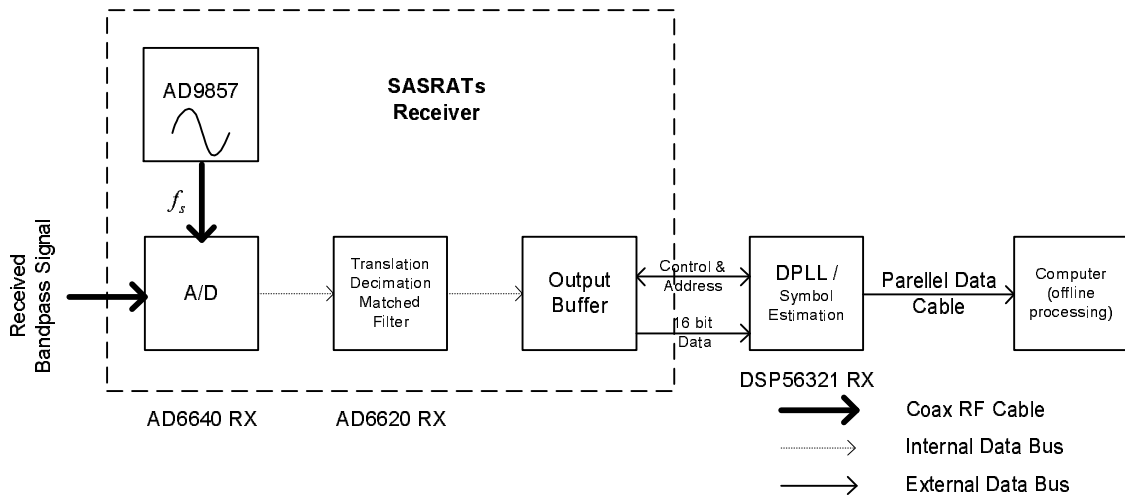 AD9857
SASRATs
Receiver
fs
Received
Bandpass Signal
A/D
Translation
Decimation
Matched
Filter
Output
Buffer
Control &
Address
16 bit
Data
DPLL /
Symbol
Estimation
Parellel Data
Cable
Computer
(offline
processing)
AD6640 RX
AD6620 RX
DSP56321 RX
Coax RF Cable
Internal Data Bus
External Data Bus